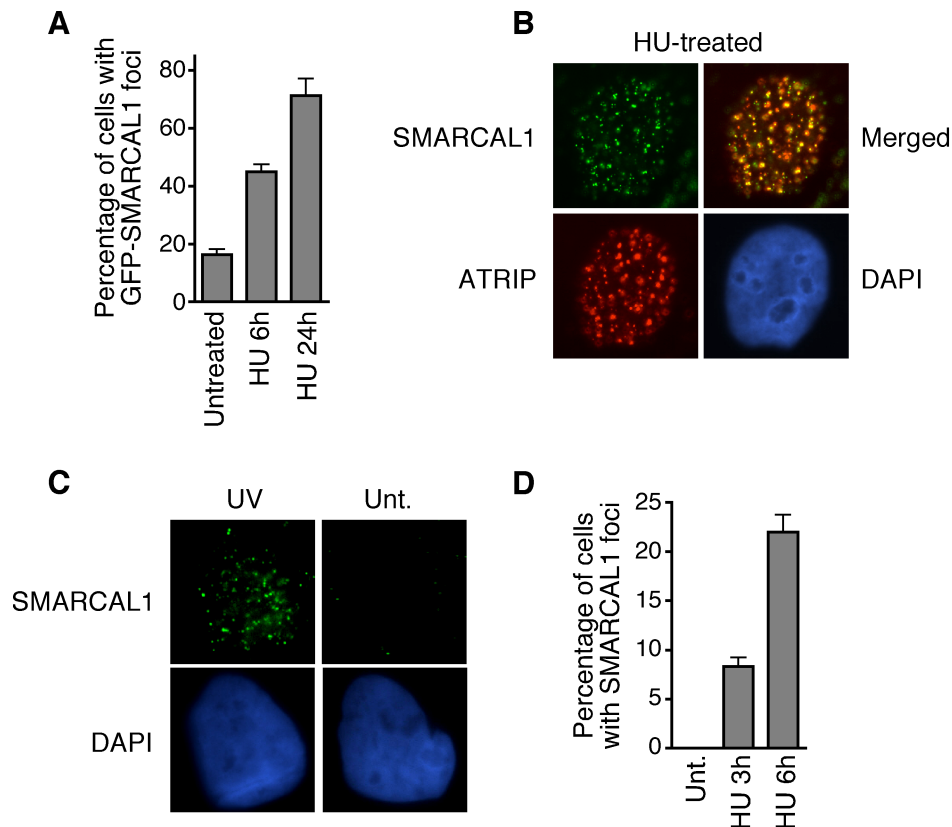 A
Percentage of cells with
GFP-SMARCAL1 foci
80
60
40
20
0
Untreated
HU 6h
HU 24h
B
HU-treated
SMARCAL1
Merged
ATRIP
DAPI
C
UV
Unt.
SMARCAL1
DAPI
D
Percentage of cells
with SMARCAL1 foci
25
20
15
10
5
0
Unt.
HU 3h
HU 6h